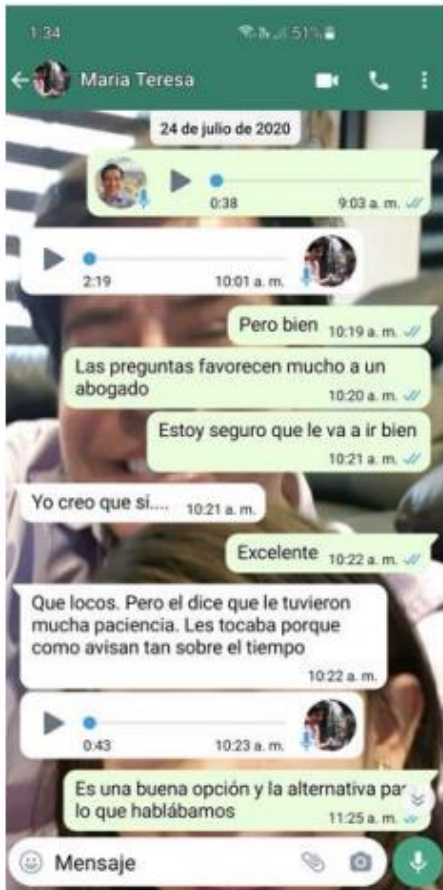 1:34 51%
Maria Teresa
24 de julio de 2020
0:38 9:03 a. m.
2:19 10:01 a. m.
Pero bien 10:19 a. m.
Las preguntas favorecen mucho a un
abogado
10:20 a. m.
Estoy seguro que le va a ir bien
10:21 a. m.
Yo creo que si.... 10:21 a. m.
Excelente 10:22 a. m.
Que locos. Pero el dice que le tuvieron
mucha paciencia. Les tocaba porque
como avisan tan sobre el tiempo
10:22 a. m.
0:43 10:23 a. m.
Es una buena opción y la alternativa
lo que hablábamos
11:25 a. m.
Mensaje